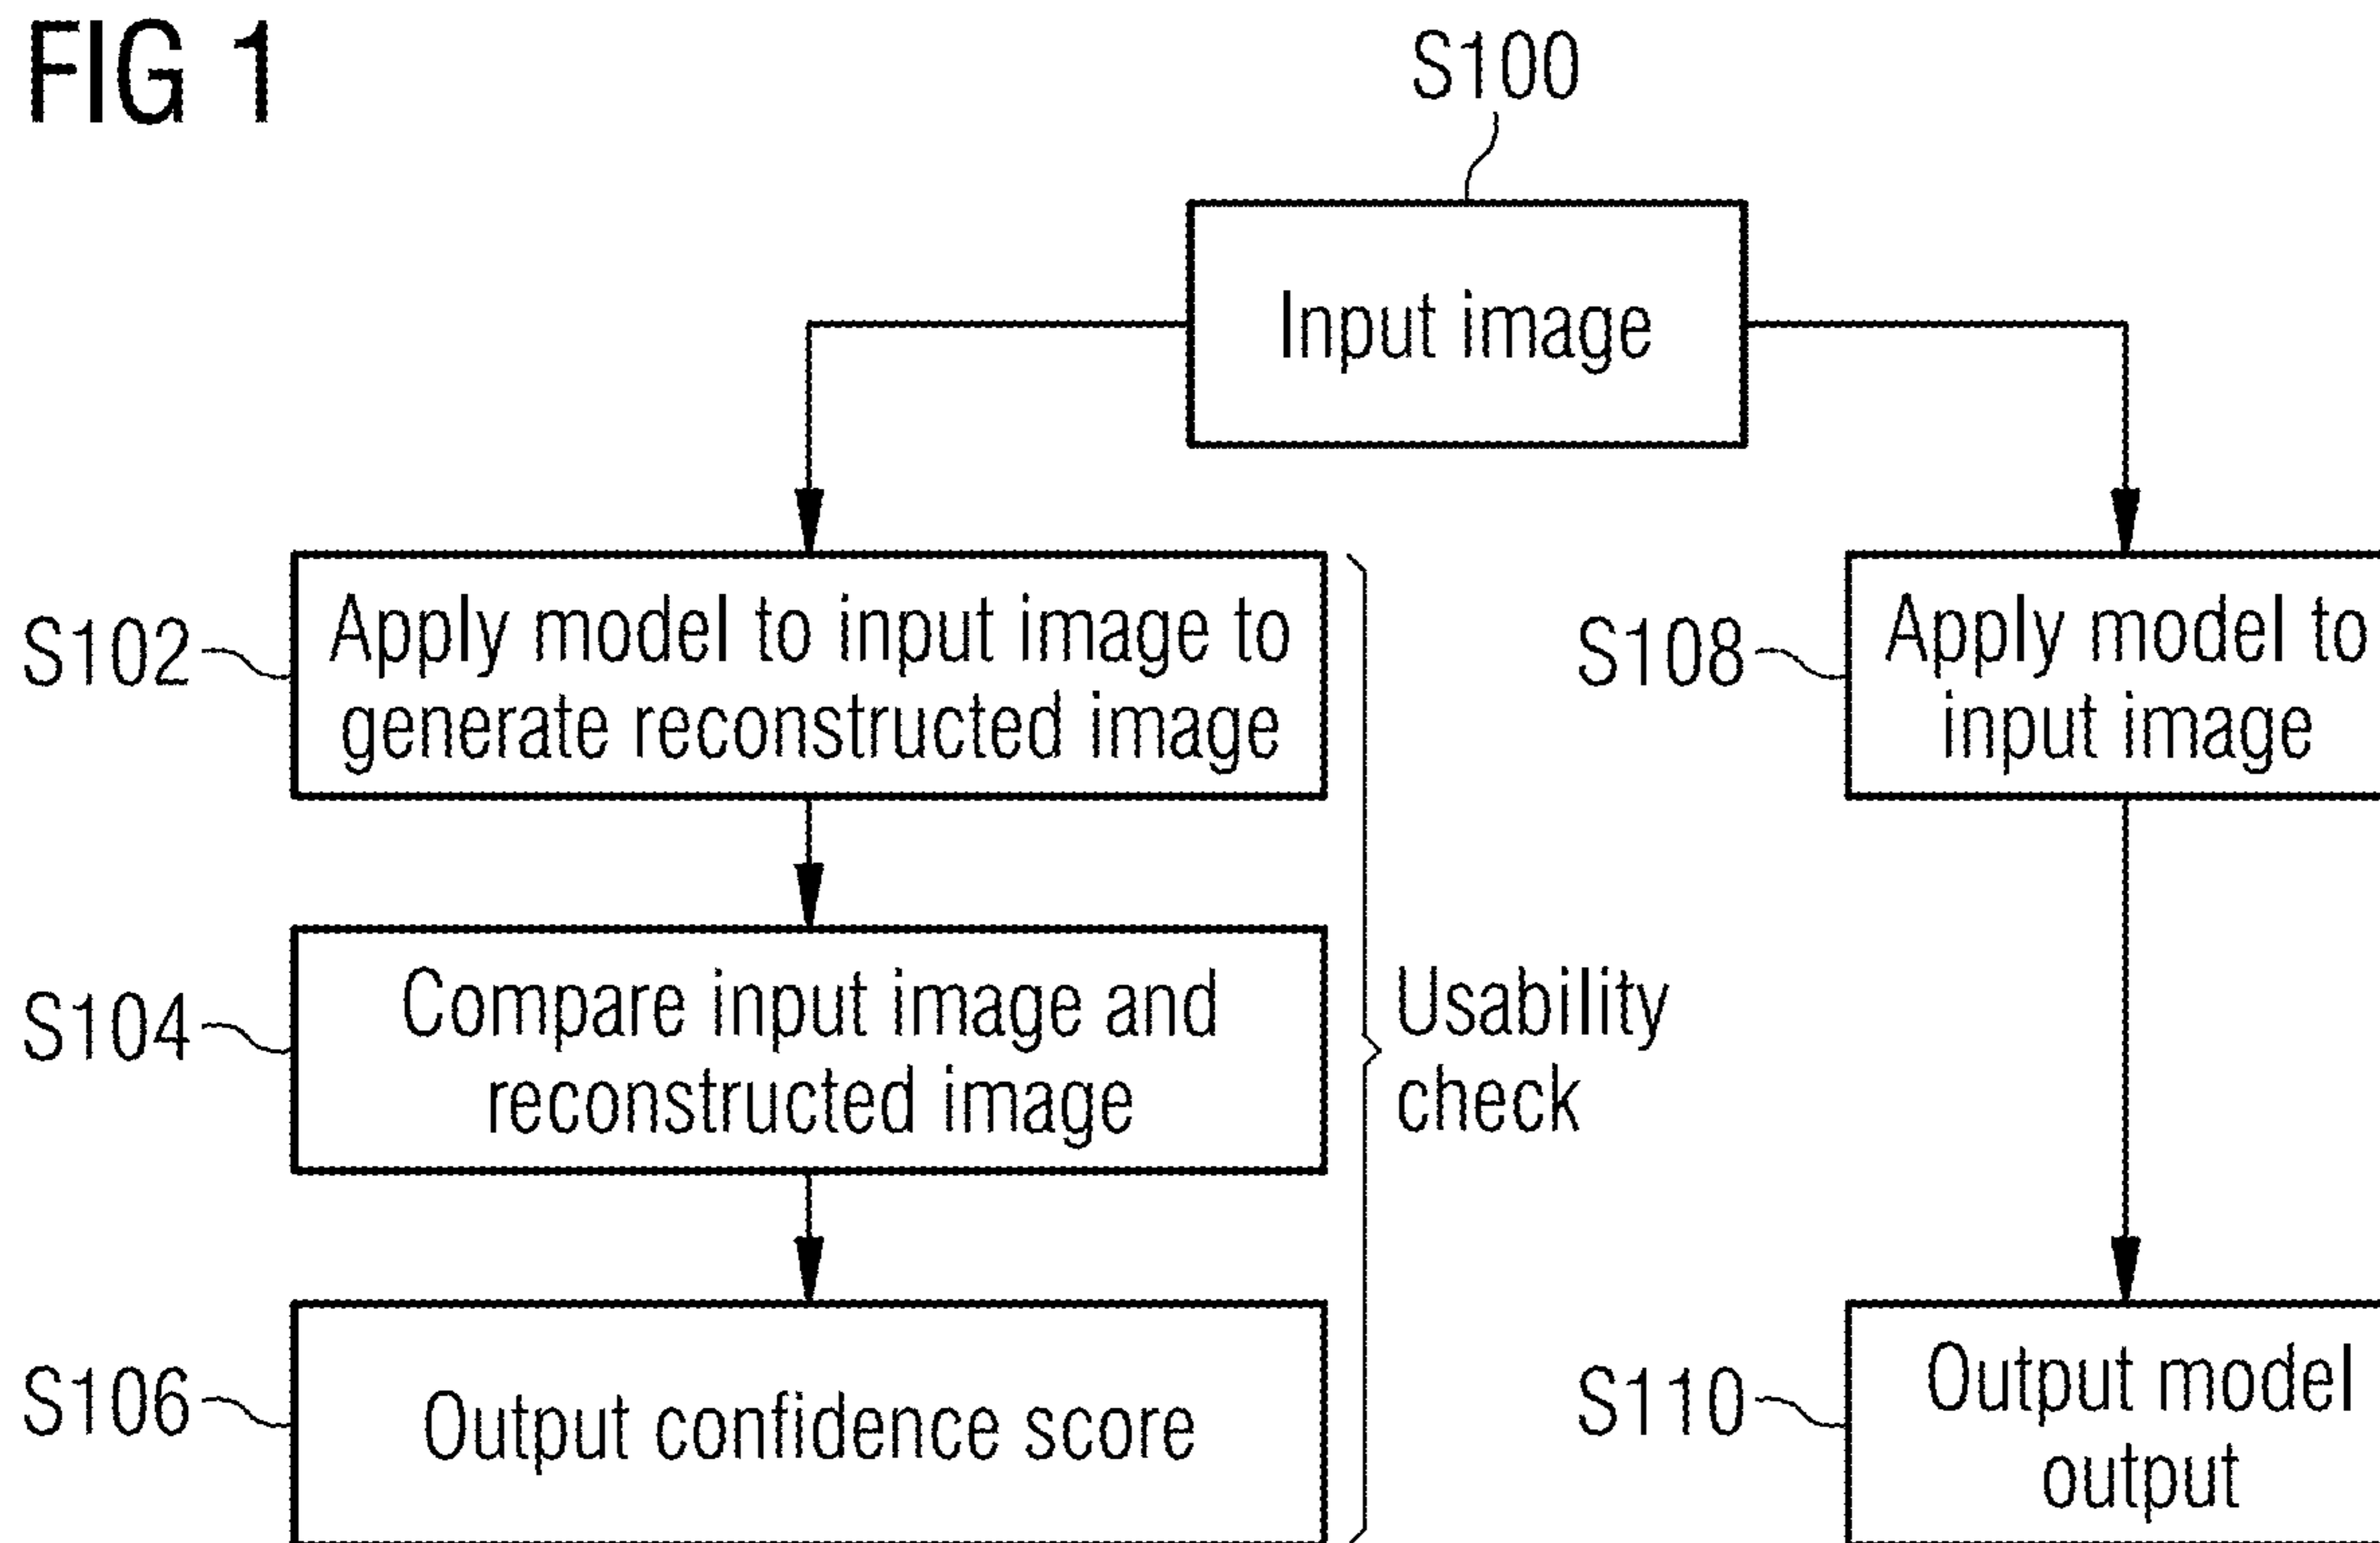 FIG 1
S100
Input image
S102
Apply model to input image to
generate reconstructed image
S108
Apply model to
input image
S104
Compare input image and
reconstructed image
Usability
check
S106
Output confidence score
S110
Output model
output